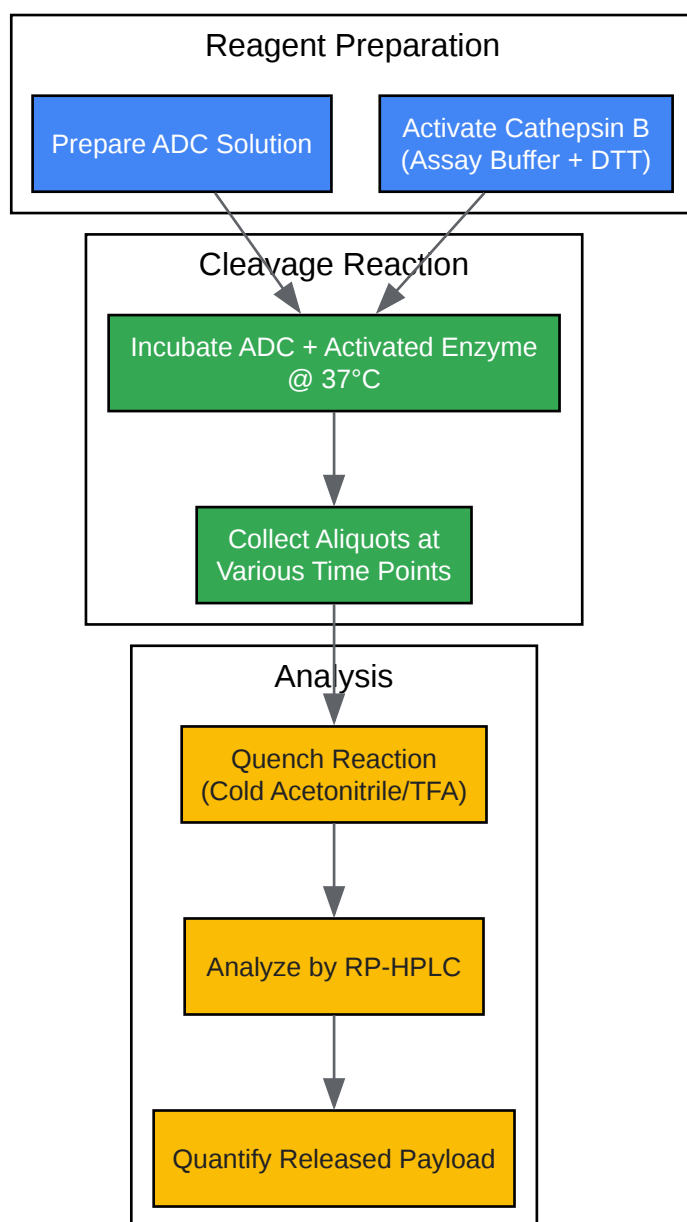 Reagent Preparation
Prepare ADC Solution
Activate Cathepsin B
(Assay Buffer + DTT)
Cleavage Reaction
Incubate ADC + Activated Enzyme
@ 37°C
Collect Aliquots at
Various Time Points
Analysis
Quench Reaction
(Cold Acetonitrile/TFA)
Analyze by RP-HPLC
Quantify Released Payload